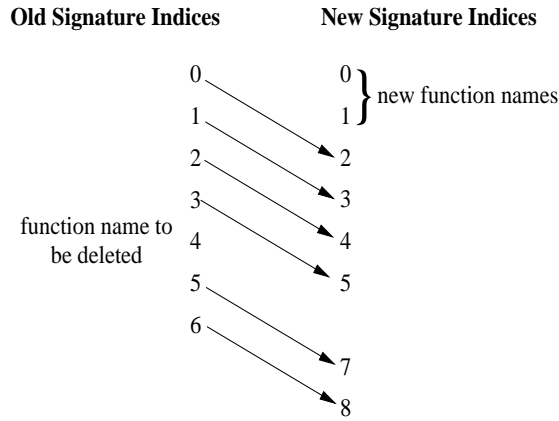 Old Signature Indices New Signature Indices
0 0
1 1
new function names
2 2
3 3
function name to
be deleted
4 4
5 5
6
7
8